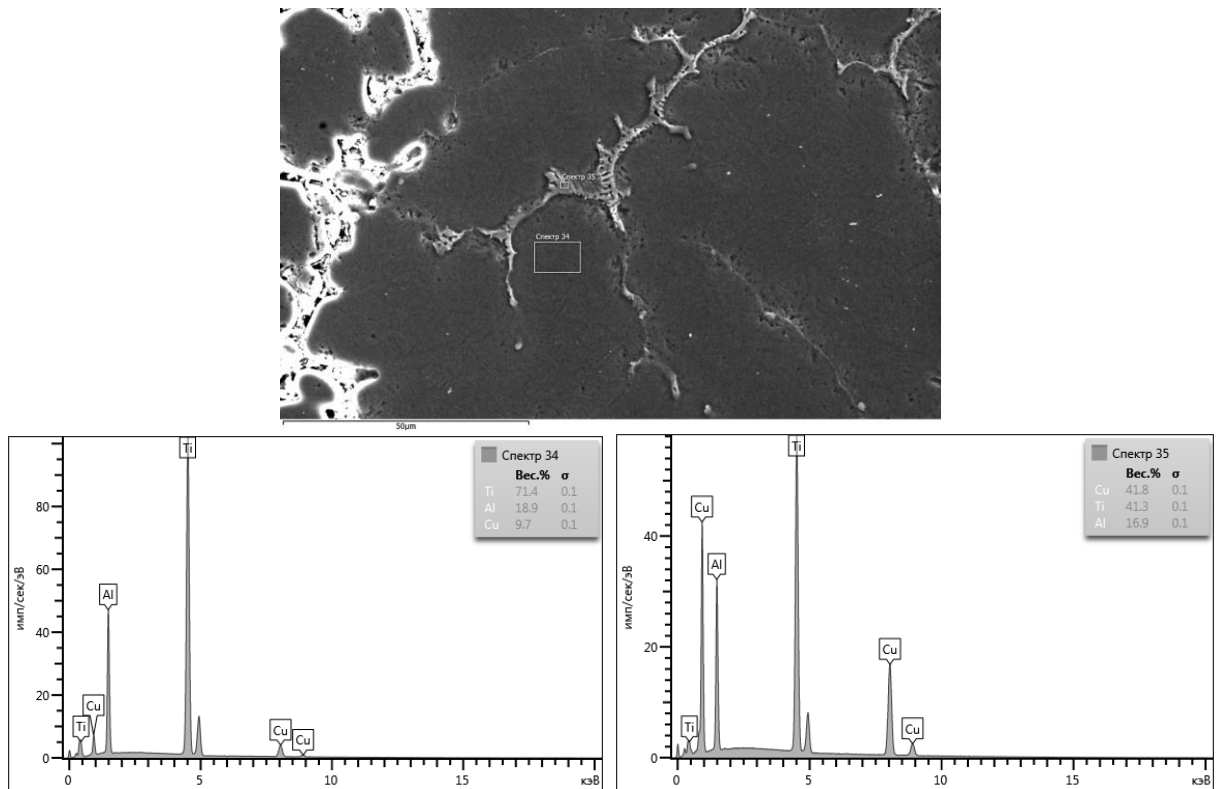 Спектр 35
Спектр 34
50µm
Ti
Спектр 34
Вес.% σ
Ti 71.4 0.1
Al 18.9 0.1
Cu 9.7 0.1
80
60
40
20
0
имп/сек/эВ
Al
Cu
Ti
Cu
Cu
0 5 10 15 кэВ
Ti
Спектр 35
Вес.% σ
Cu 41.8 0.1
Ti 41.3 0.1
Al 16.9 0.1
40
20
0
имп/сек/эВ
Cu
Al
Cu
Ti
Cu
0 5 10 15 кэВ